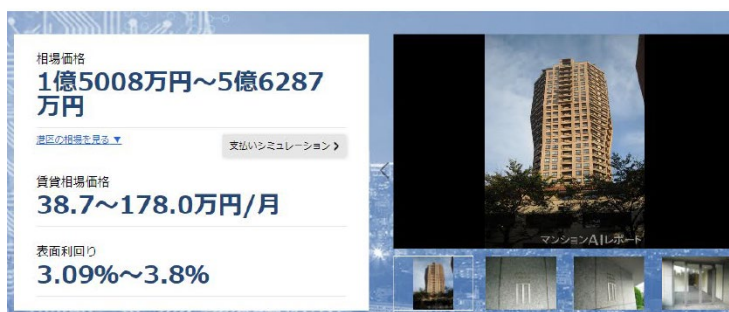 相場価格
1億5008万円～5億6287
万円
港区の相場を見る ▼
支払いシミュレーション ❯
賃貸相場価格
38.7～178.0万円/月
表面利回り
3.09%～3.8%
マンションAIレポート